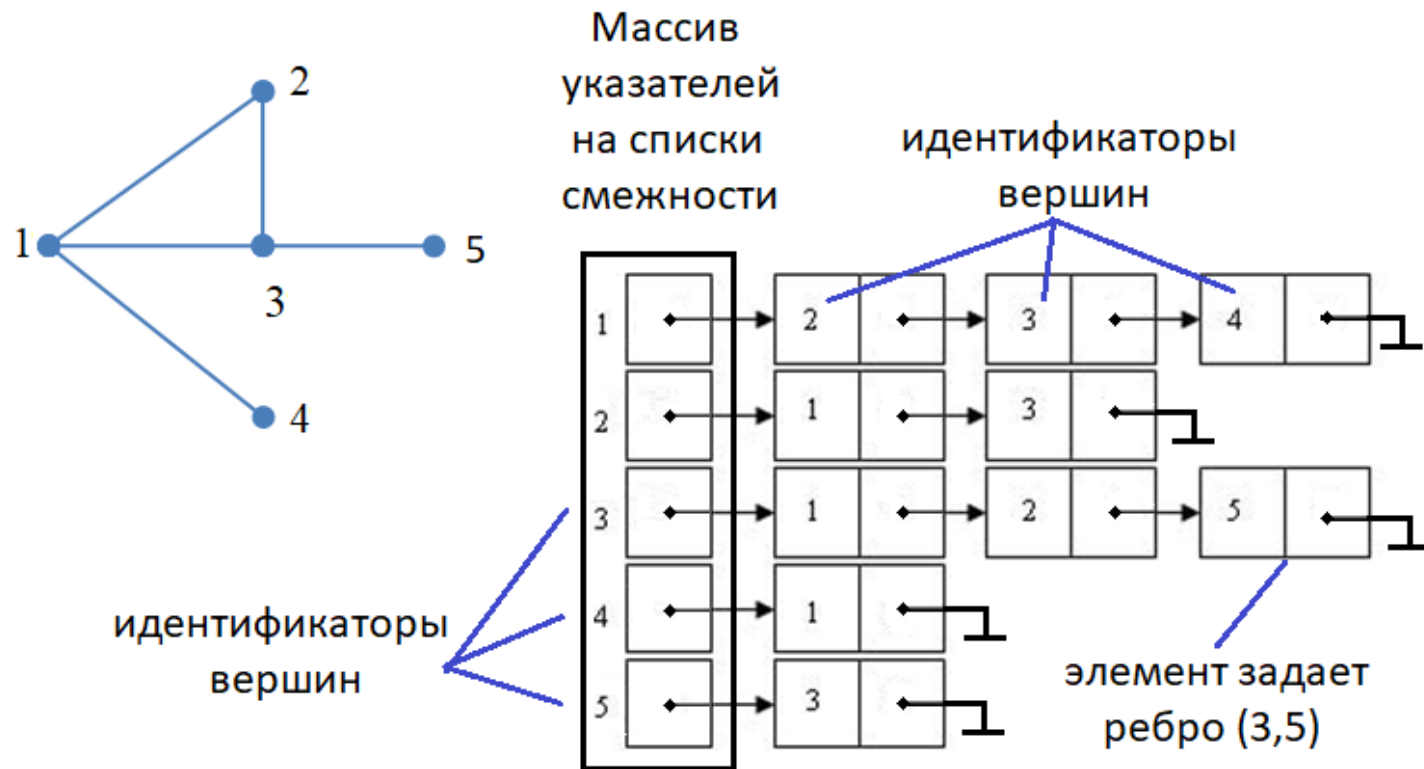 2
1
5
3
4
Массив
указателей
на списки
смежности
идентификаторы
вершин
1 2 3 4
2 1 3
3 1 2 5
4 1
5 3
идентификаторы
вершин
элемент задает
ребро (3,5)